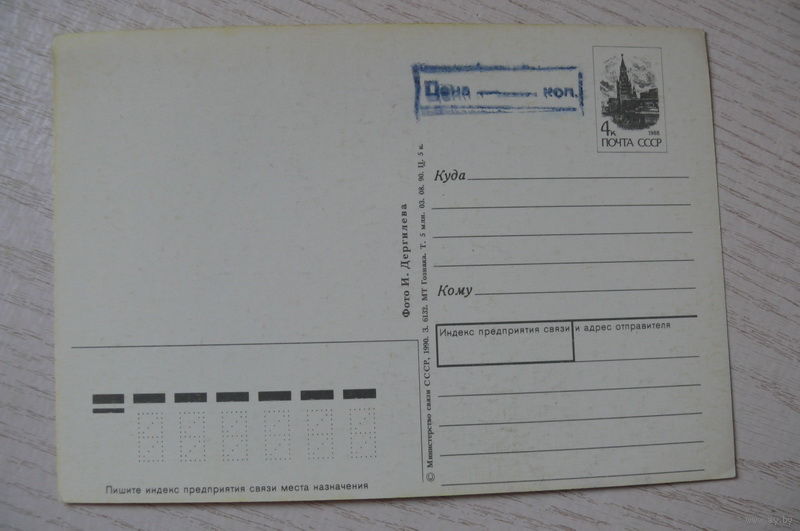 Цена коп.
4к 1988
ПОЧТА СССР
Куда
Кому
Индекс предприятия связи и адрес отправителя
Фото И. Дергилева
© Министерство связи СССР, 1990. З. 6132. МТ Гознака. Т. 5 млн. 03. 08. 90. Ц. 5 к.
Пишите индекс предприятия связи места назначения